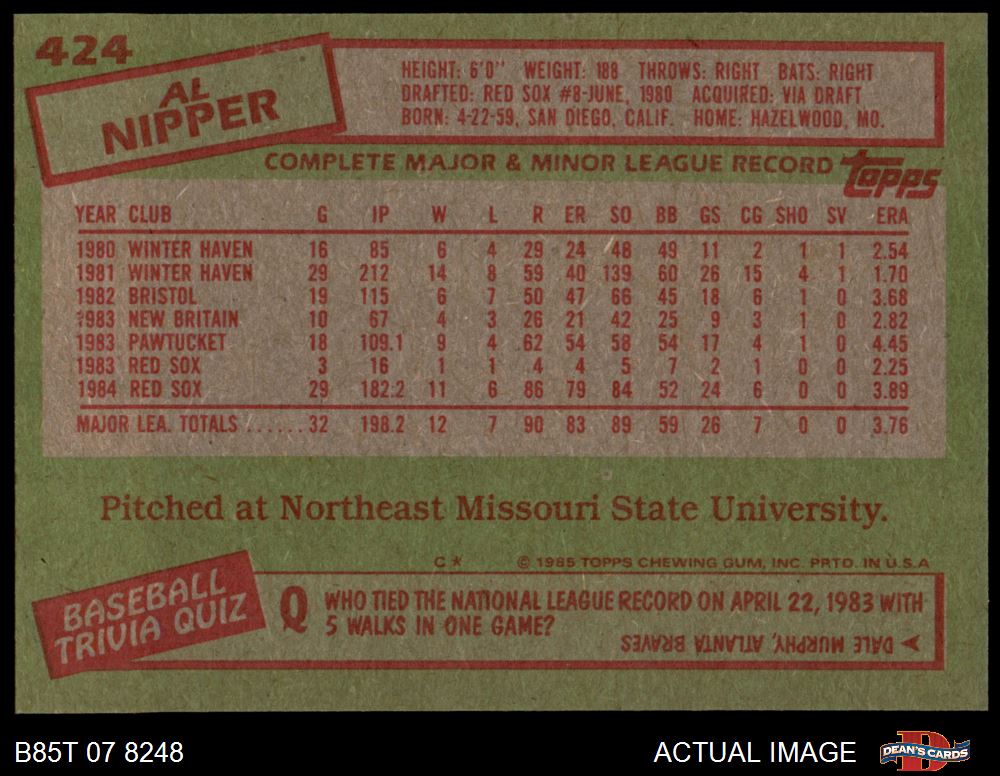 424
AL
NIPPER
HEIGHT: 6'0" WEIGHT: 188 THROWS: RIGHT BATS: RIGHT
DRAFTED: RED SOX #8-JUNE, 1980 ACQUIRED: VIA DRAFT
BORN: 4-22-59, SAN DIEGO, CALIF. HOME: HAZELWOOD, MO.
COMPLETE MAJOR & MINOR LEAGUE RECORD
topps
YEAR CLUB G IP W L R ER SO BB GS CG SHO SV ERA
1980 WINTER HAVEN 16 85 6 4 29 24 48 49 11 2 1 1 2.54
1981 WINTER HAVEN 29 212 14 8 59 40 139 60 26 15 4 1 1.70
1982 BRISTOL 19 115 6 7 50 47 66 45 18 6 1 0 3.68
1983 NEW BRITAIN 10 67 4 3 26 21 42 25 9 3 1 0 2.82
1983 PAWTUCKET 18 109.1 9 4 62 54 58 54 17 4 1 0 4.45
1983 RED SOX 3 16 1 1 4 4 5 7 2 1 0 0 2.25
1984 RED SOX 29 182.2 11 6 86 79 84 52 24 6 0 0 3.89
MAJOR LEA. TOTALS ...... 32 198.2 12 7 90 83 89 59 26 7 0 0 3.76
Pitched at Northeast Missouri State University.
C* © 1985 TOPPS CHEWING GUM, INC. PRTD. IN U.S.A
BASEBALL
TRIVIA QUIZ
Q WHO TIED THE NATIONAL LEAGUE RECORD ON APRIL 22, 1983 WITH
5 WALKS IN ONE GAME?
DALE MURPHY, ATLANTA BRAVES
B85T 07 8248
ACTUAL IMAGE
DEAN'S CARDS